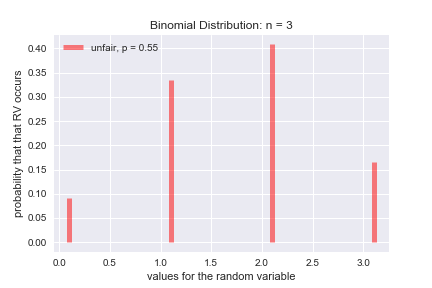 Binomial Distribution: n = 3
unfair, p = 0.55
probability that that RV occurs
0.40
0.35
0.30
0.25
0.20
0.15
0.10
0.05
0.00
0.0 0.5 1.0 1.5 2.0 2.5 3.0
values for the random variable